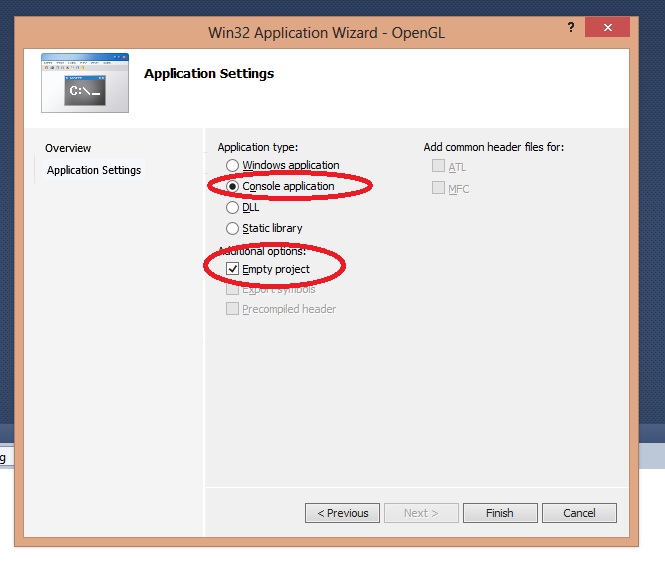 Win32 Application Wizard - OpenGL
?
x
C:\_
Application Settings
Overview
Application Settings
Application type:
Windows application
Console application
DLL
Static library
Additional options:
Empty project
Export symbols
Precompiled header
Add common header files for:
ATL
MFC
g
< Previous
Next >
Finish
Cancel